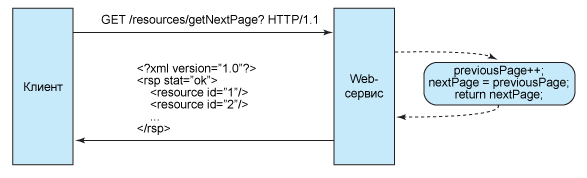 GET /resources/getNextPage? HTTP/1.1
Клиент
<?xml version="1.0"?>
<rsp stat="ok">
<resource id="1"/>
<resource id="2"/>
...
</rsp>
Web-
сервис
previousPage++;
nextPage = previousPage;
return nextPage;